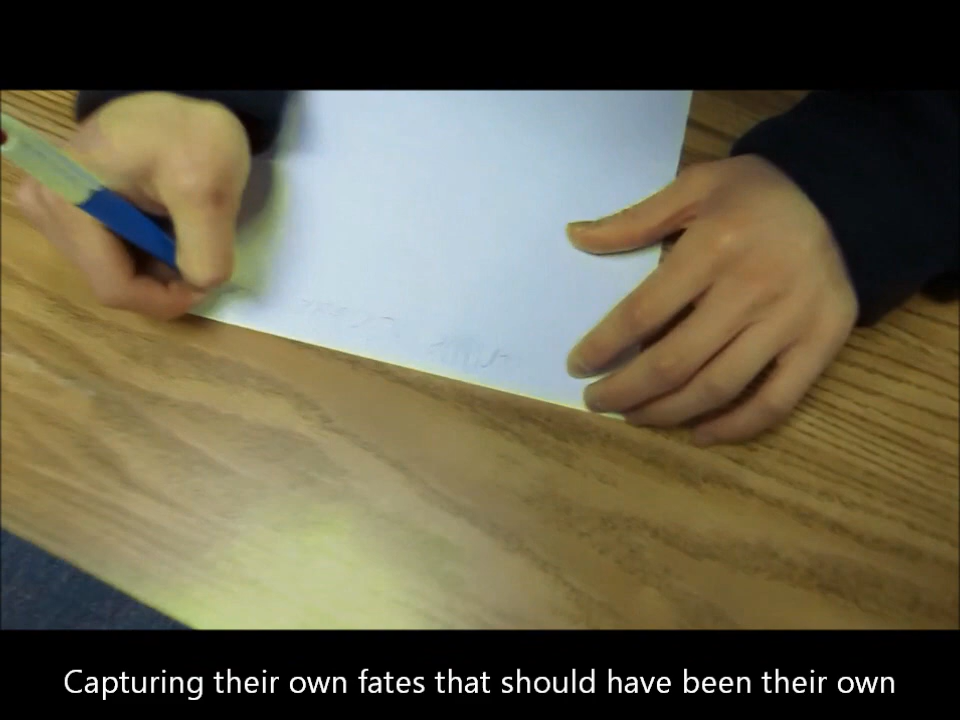 Capturing their own fates that should have been their own